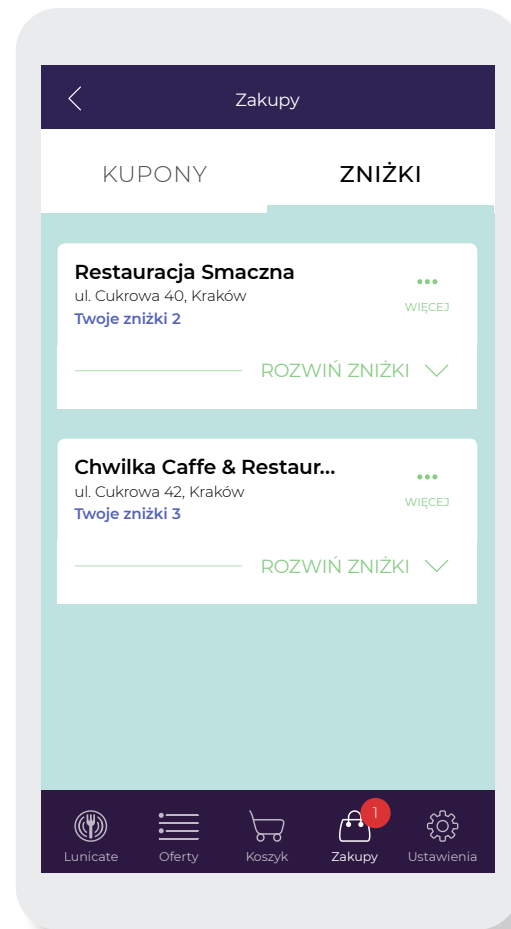 Zakupy
KUPONY ZNIŻKI
Restauracja Smaczna
ul. Cukrowa 40, Kraków
Twoje zniżki 2
WIĘCEJ
ROZWIŃ ZNIŻKI
Chwilka Caffe & Restaur...
ul. Cukrowa 42, Kraków
Twoje zniżki 3
WIĘCEJ
ROZWIŃ ZNIŻKI
1
Lunicate Oferty Koszyk Zakupy Ustawienia